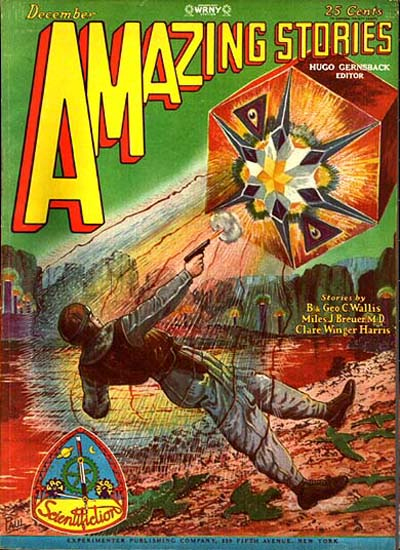 December
WRNY
25 Cents
AMAZING STORIES
HUGO GERNSBACK
EDITOR
Stories by
B & Geo C. Wallis
Miles J. Breuer M.D.
Clare Winger Harris
Scientifiction
PAUL
EXPERIMENTER PUBLISHING COMPANY, 230 FIFTH AVENUE, NEW YORK